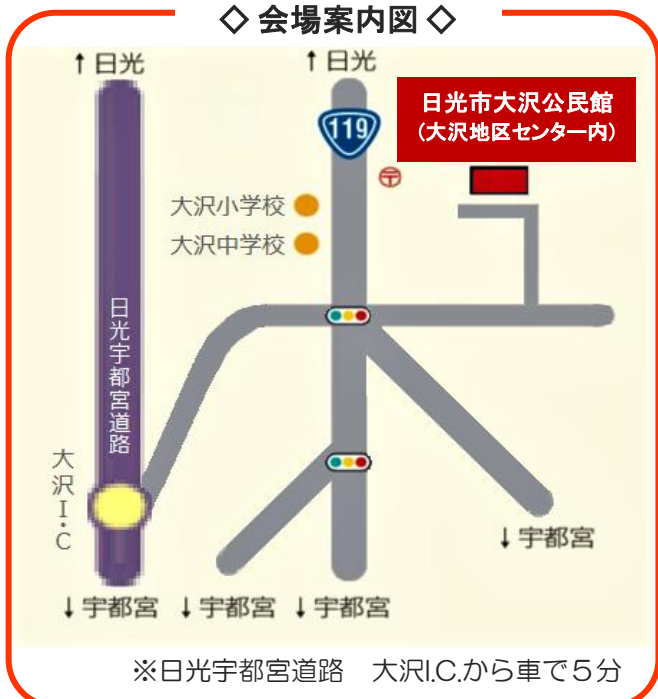 ◇ 会場案内図 ◇
↑日光
↑日光
日光市大沢公民館
(大沢地区センター内)
119
〒
大沢小学校
大沢中学校
日光宇都宮道路
大沢I・C
↓宇都宮
↓宇都宮
↓宇都宮
↓宇都宮
※日光宇都宮道路 大沢I.C.から車で5分